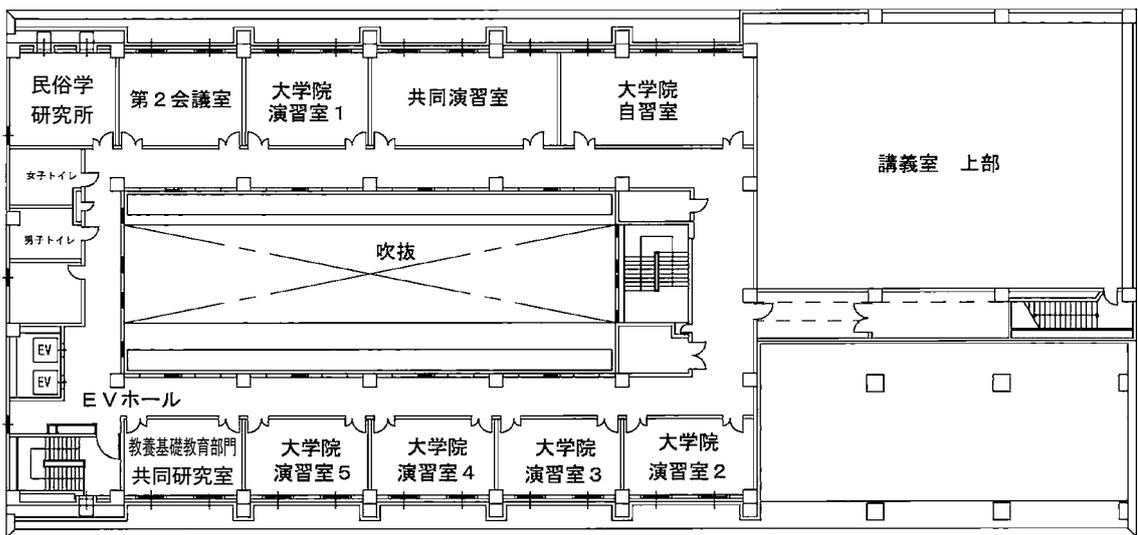 民俗学
研究所
第2会議室
大学院
演習室1
共同演習室
大学院
自習室
講義室 上部
女子トイレ
男子トイレ
吹抜
EV
EV
EVホール
教養基礎教育部門
共同研究室
大学院
演習室5
大学院
演習室4
大学院
演習室3
大学院
演習室2